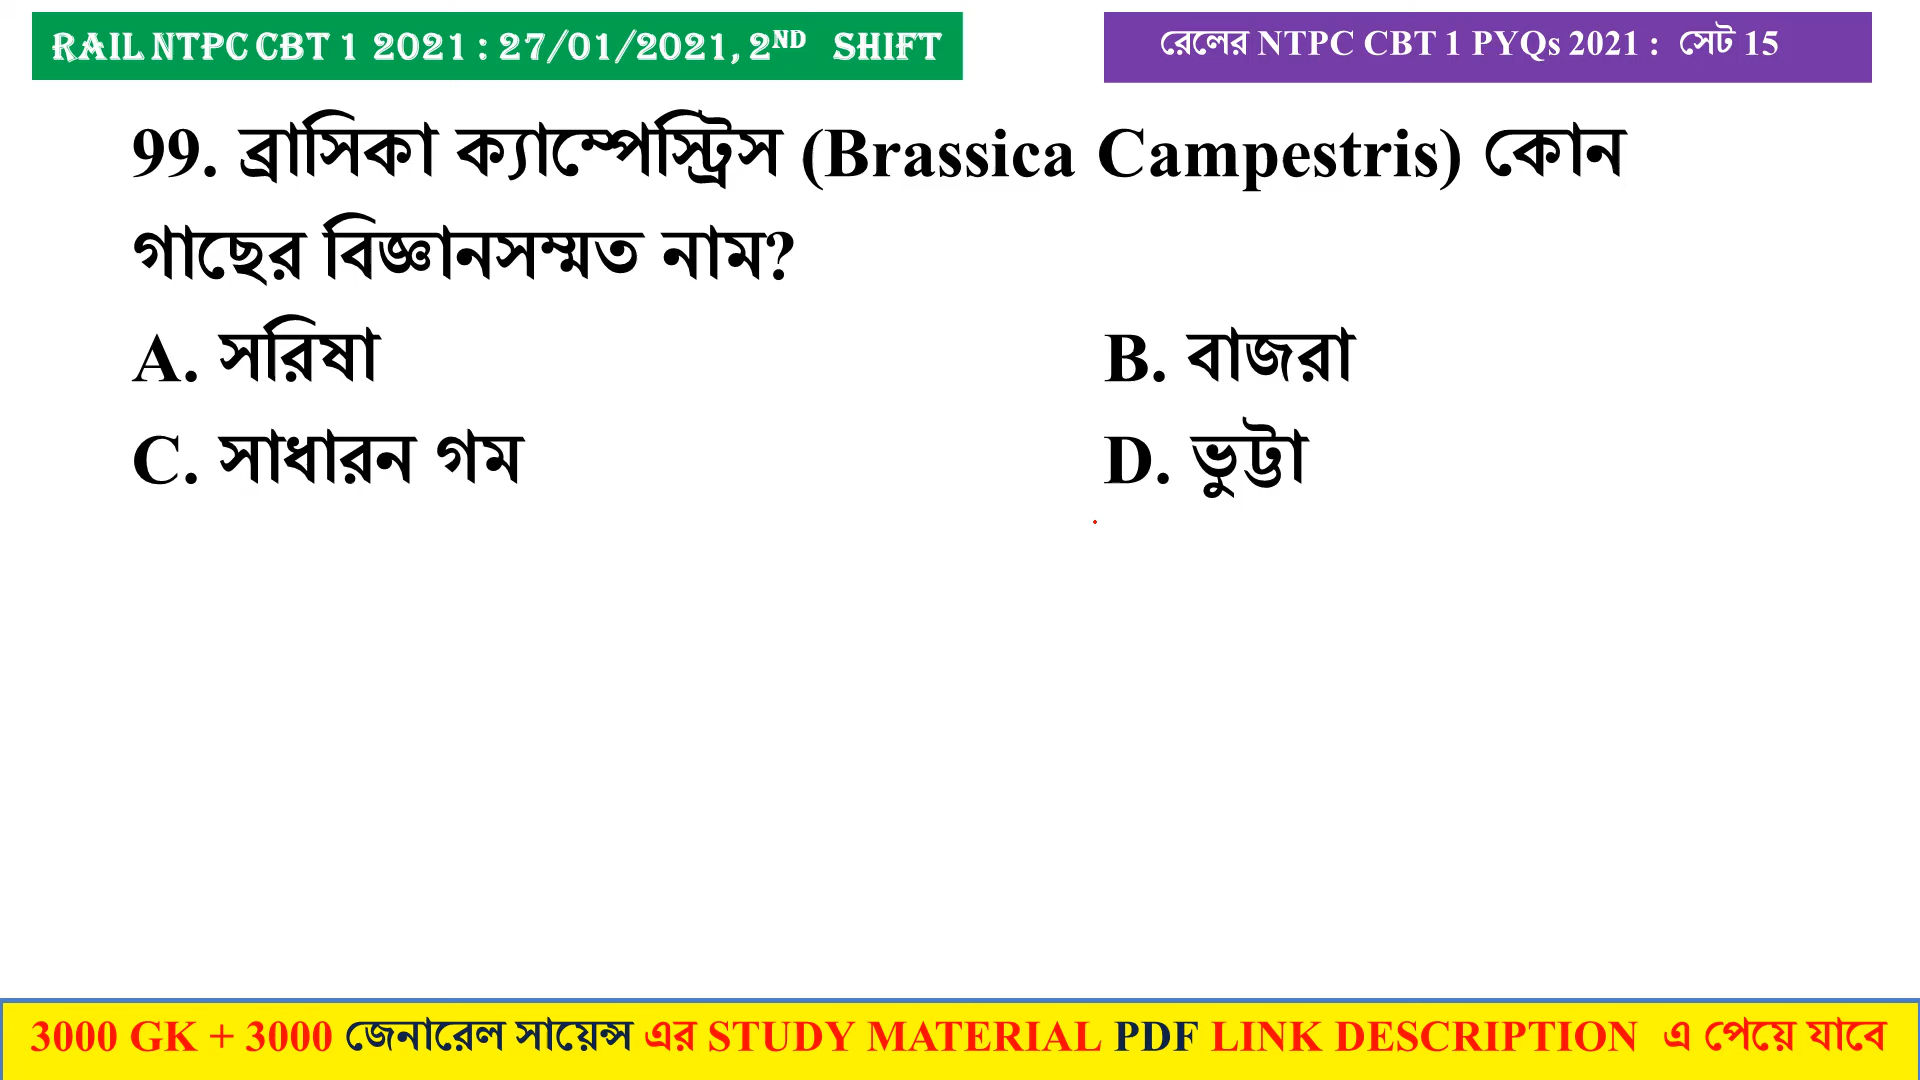 RAIL NTPC CBT 1 2021 : 27/01/2021, 2ND SHIFT
রেলের NTPC CBT 1 PYQs 2021 : সেট 15
99. ব্রাসিকা ক্যাম্পেস্ট্রিস (Brassica Campestris) কোন
গাছের বিজ্ঞানসম্মত নাম?
A. সরিষা B. বাজরা
C. সাধারন গম D. ভুট্টা
3000 GK + 3000 জেনারেল সায়েন্স এর STUDY MATERIAL PDF LINK DESCRIPTION এ পেয়ে যাবে